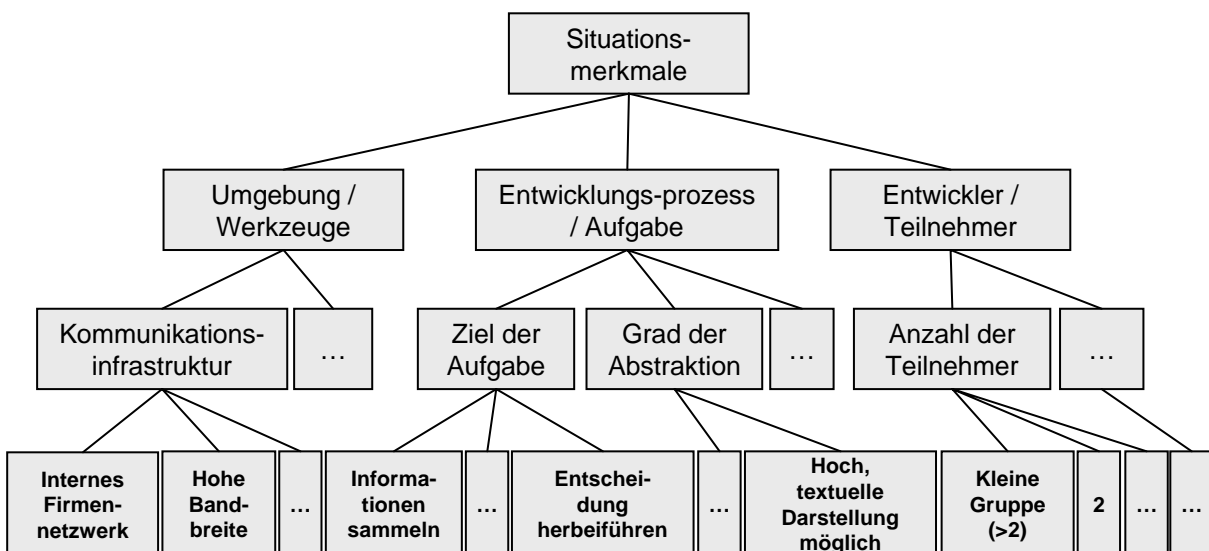 Situations-
merkmale
Umgebung /
Werkzeuge
Entwicklungs-prozess
/ Aufgabe
Entwickler /
Teilnehmer
Kommunikations-
infrastruktur
…
Ziel der
Aufgabe
Grad der
Abstraktion
…
Anzahl der
Teilnehmer
…
Internes
Firmen-
netzwerk
Hohe
Band-
breite
…
Informa-
tionen
sammeln
…
Entschei-
dung
herbeiführen
…
Hoch,
textuelle
Darstellung
möglich
Kleine
Gruppe
(>2)
2
…
…